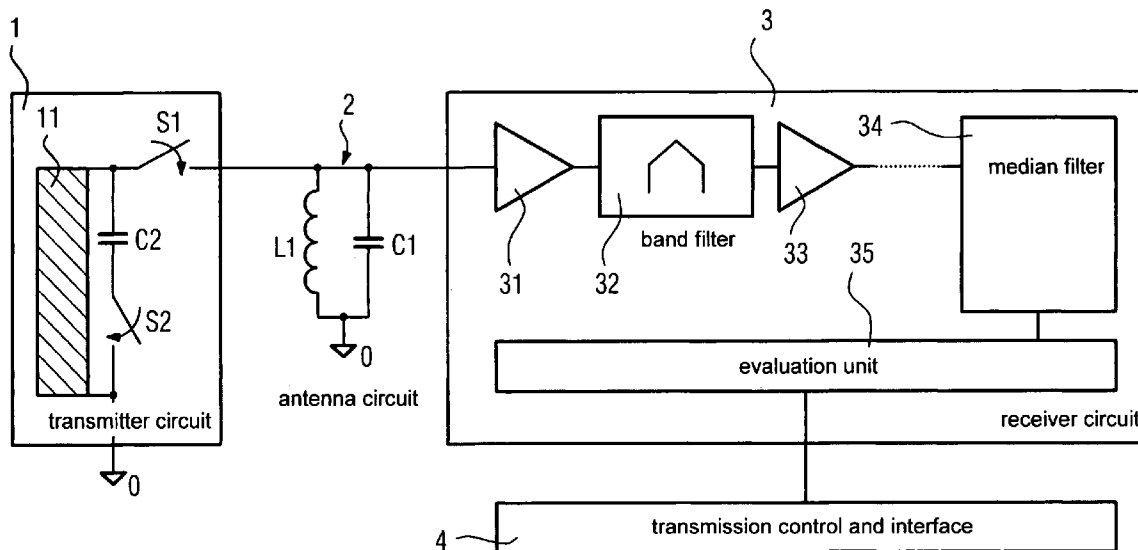 1
3
11
S1
2
34
median filter
C2
L1
C1
31
32
band filter
33
35
S2
0
evaluation unit
antenna circuit
transmitter circuit
receiver circuit
0
transmission control and interface
4